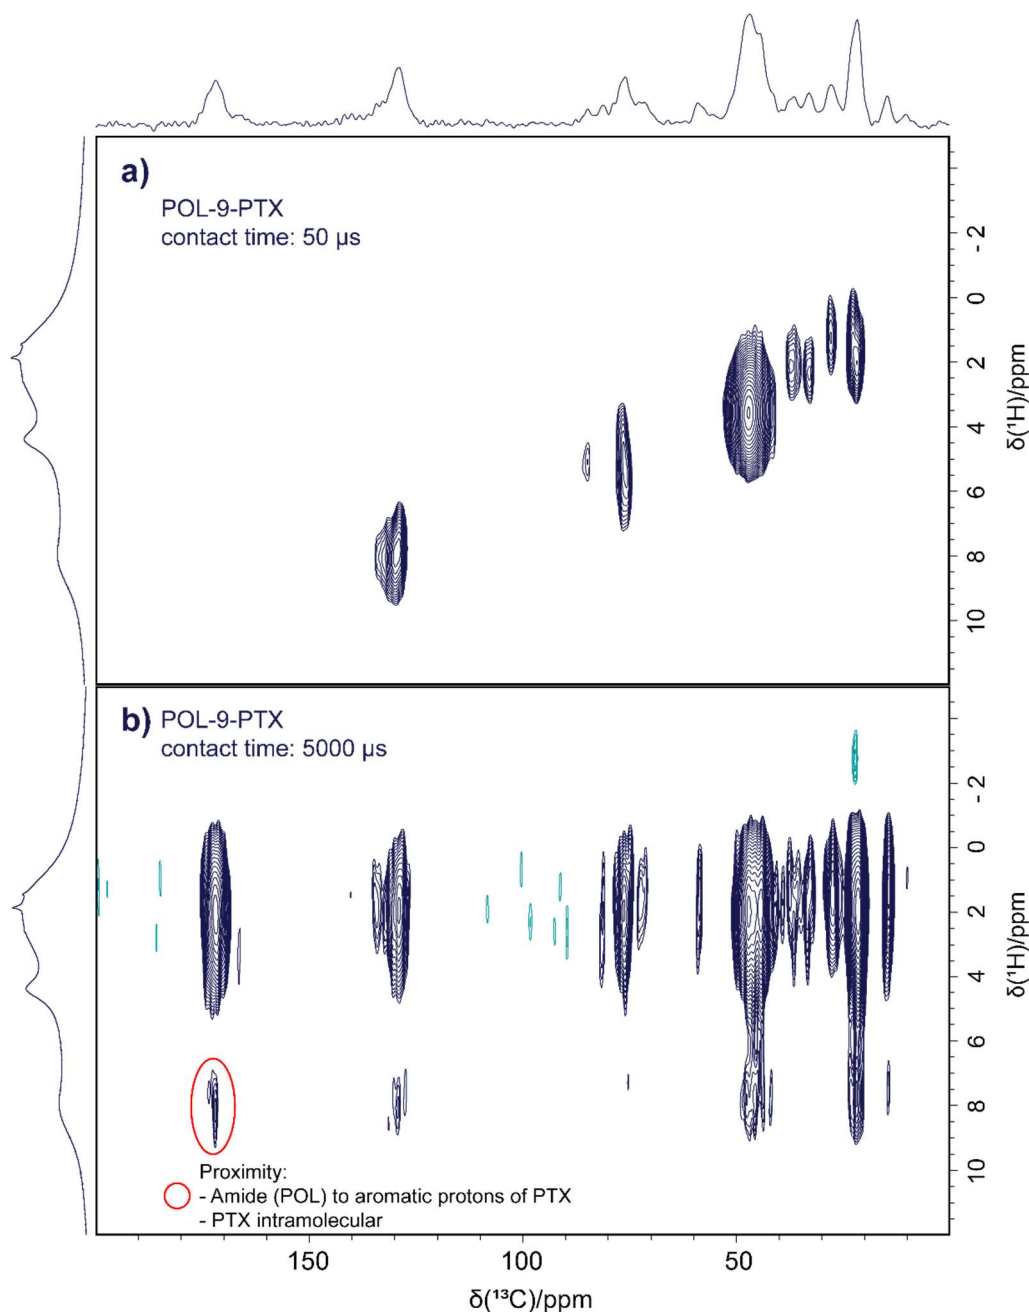 a)
POL-9-PTX
contact time: 50 µs
-2
0
2
4
6
8
10
δ(¹H)/ppm
b)
POL-9-PTX
contact time: 5000 µs
-2
0
2
4
6
8
10
δ(¹H)/ppm
Proximity:
- Amide (POL) to aromatic protons of PTX
- PTX intramolecular
150 100 50
δ(¹³C)/ppm